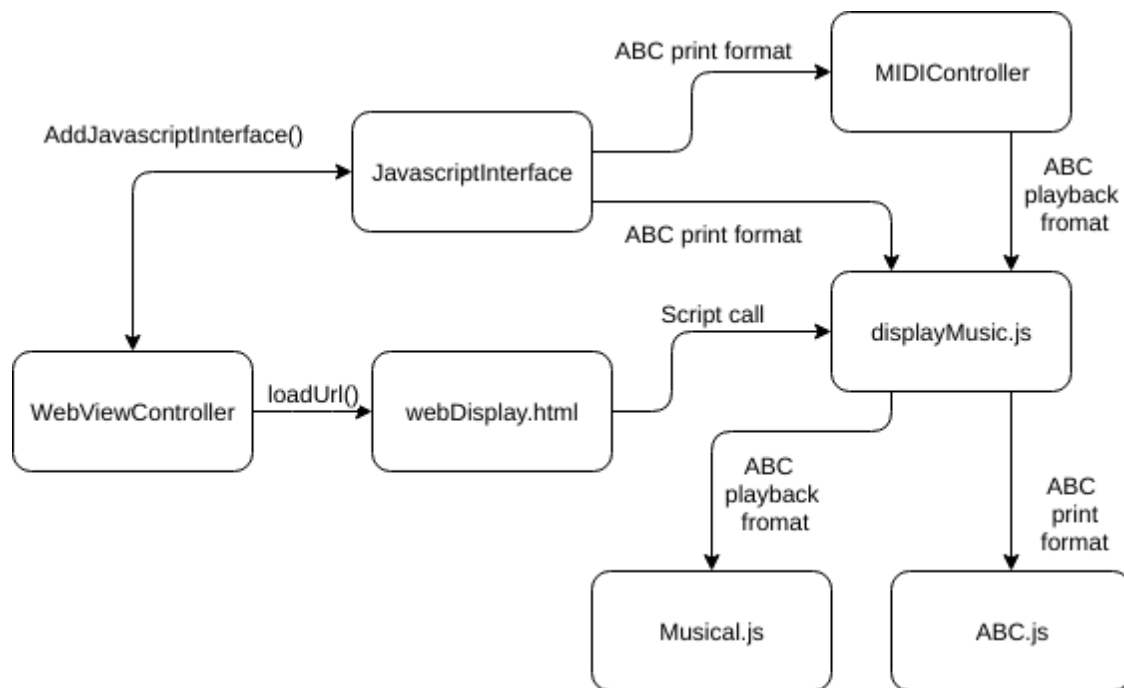 ABC print format
MIDIController
AddJavascriptInterface()
JavascriptInterface
ABC
playback
fromat
ABC print format
Script call
displayMusic.js
WebViewController
loadUrl()
webDisplay.html
ABC
playback
fromat
ABC
print
format
Musical.js
ABC.js